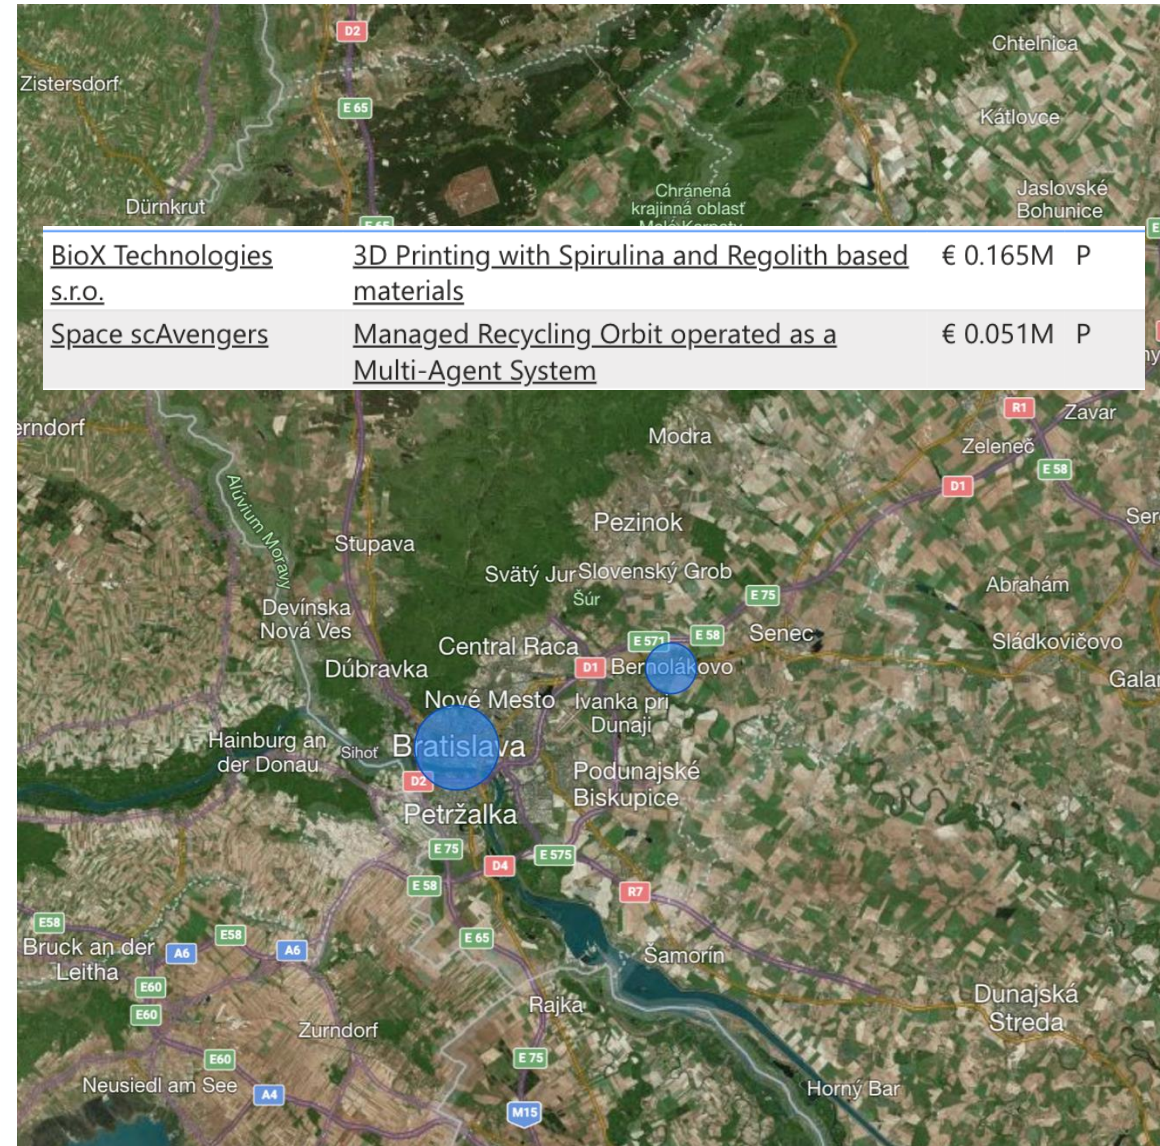 D2
Chtelnica
Zistersdorf
E 65
Kátlovce
Chránená
krajinná oblasť
Jaslovské
Bohunice
Dürnkrut
BioX Technologies
s.r.o.
3D Printing with Spirulina and Regolith based
materials
€ 0.165M P
Space scAvengers
Managed Recycling Orbit operated as a
Multi-Agent System
€ 0.051M P
R1
Zavar
erndorf
Modra
Zeleneč
E 58
D1
Alúvium Moravy
Pezinok
Ser
Stupava
Svätý Jur
Slovenský Grob
Šúr
E 75
Abrahám
Devínska
Nová Ves
Central Raca
E 571
E 58
Senec
Sládkovičovo
Dúbravka
D1
Bernolákovo
Galar
Nové Mesto
Ivanka pri
Dunaji
Hainburg an
der Donau
Sihoť
Bratislava
D2
Podunajské
Biskupice
Petržalka
E 75
E 575
D4
E 58
R7
E58
E58
E 65
Bruck an der
Leitha
A6
A6
Šamorín
E60
Rajka
Dunajská
Streda
E60
Zurndorf
E60
E 75
Neusiedl am See
A4
Horný Bar
M15